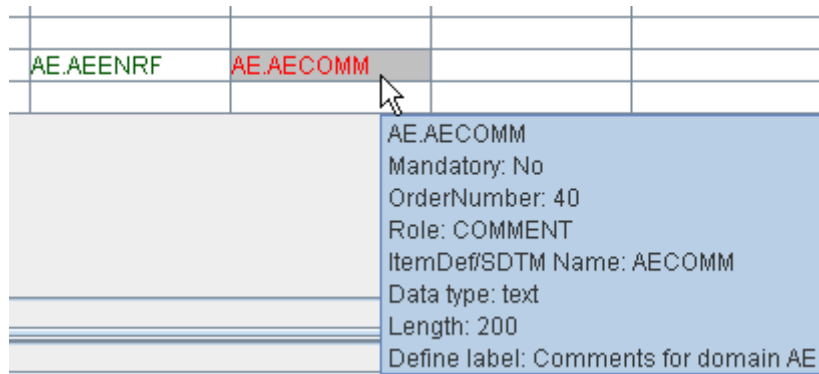 AE.AEENRF AE.AECOMM
AE.AECOMM
Mandatory: No
OrderNumber: 40
Role: COMMENT
ItemDef/SDTM Name: AECOMM
Data type: text
Length: 200
Define label: Comments for domain AE